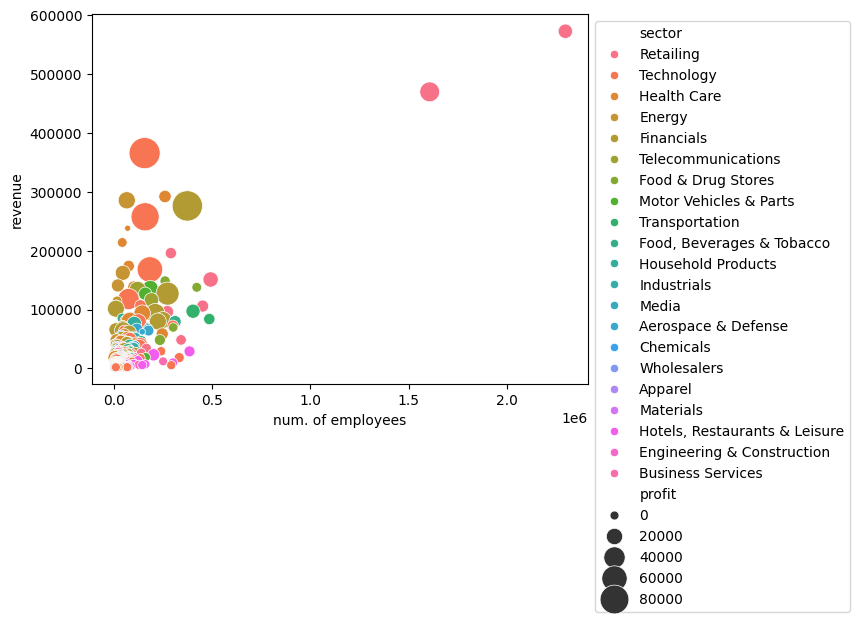 600000
500000
400000
300000
200000
100000
0
revenue
0.0 0.5 1.0 1.5 2.0
1e6
num. of employees
sector
Retailing
Technology
Health Care
Energy
Financials
Telecommunications
Food & Drug Stores
Motor Vehicles & Parts
Transportation
Food, Beverages & Tobacco
Household Products
Industrials
Media
Aerospace & Defense
Chemicals
Wholesalers
Apparel
Materials
Hotels, Restaurants & Leisure
Engineering & Construction
Business Services
profit
0
20000
40000
60000
80000